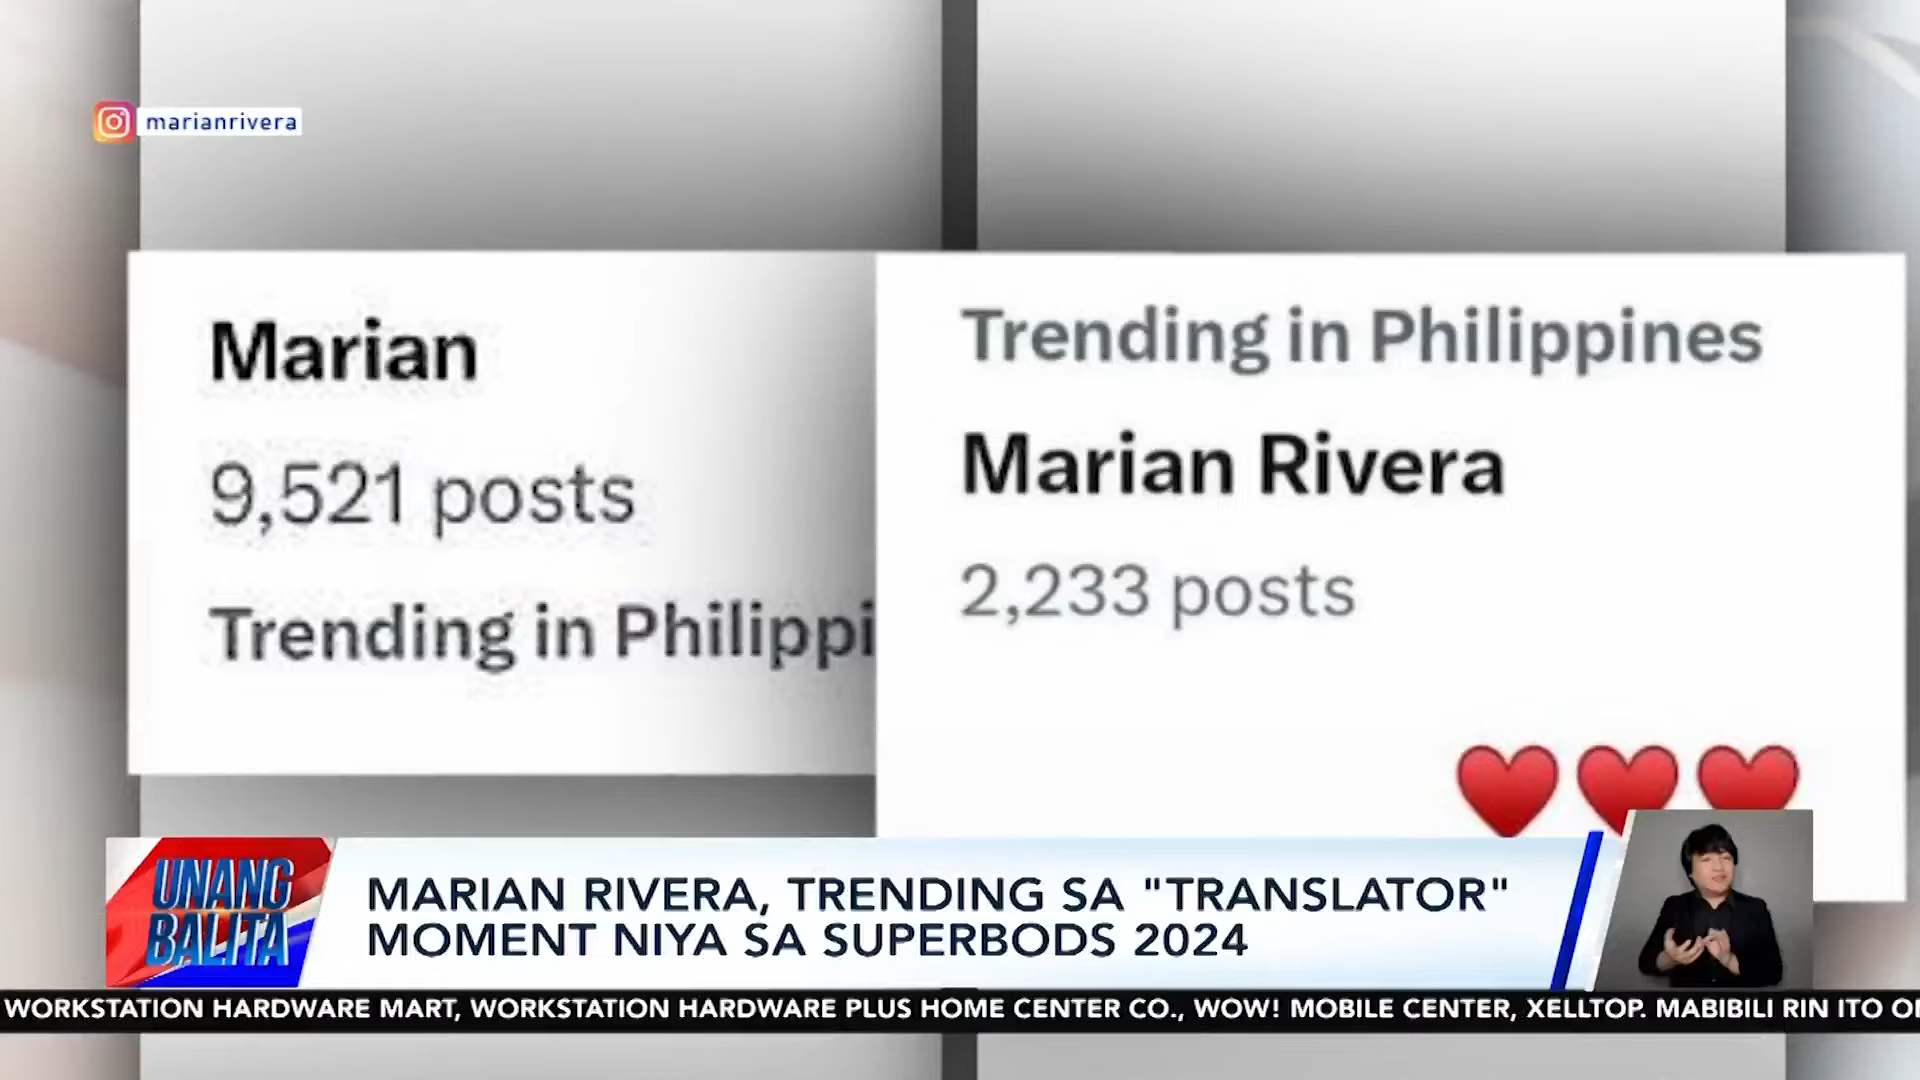 marianrivera
Marian
9,521 posts
Trending in Philippi
Trending in Philippines
Marian Rivera
2,233 posts
UNANG
BALITA
MARIAN RIVERA, TRENDING SA "TRANSLATOR"
MOMENT NIYA SA SUPERBODS 2024
WORKSTATION HARDWARE MART, WORKSTATION HARDWARE PLUS HOME CENTER CO., WOW! MOBILE CENTER, XELLTOP. MABIBILI RIN ITO